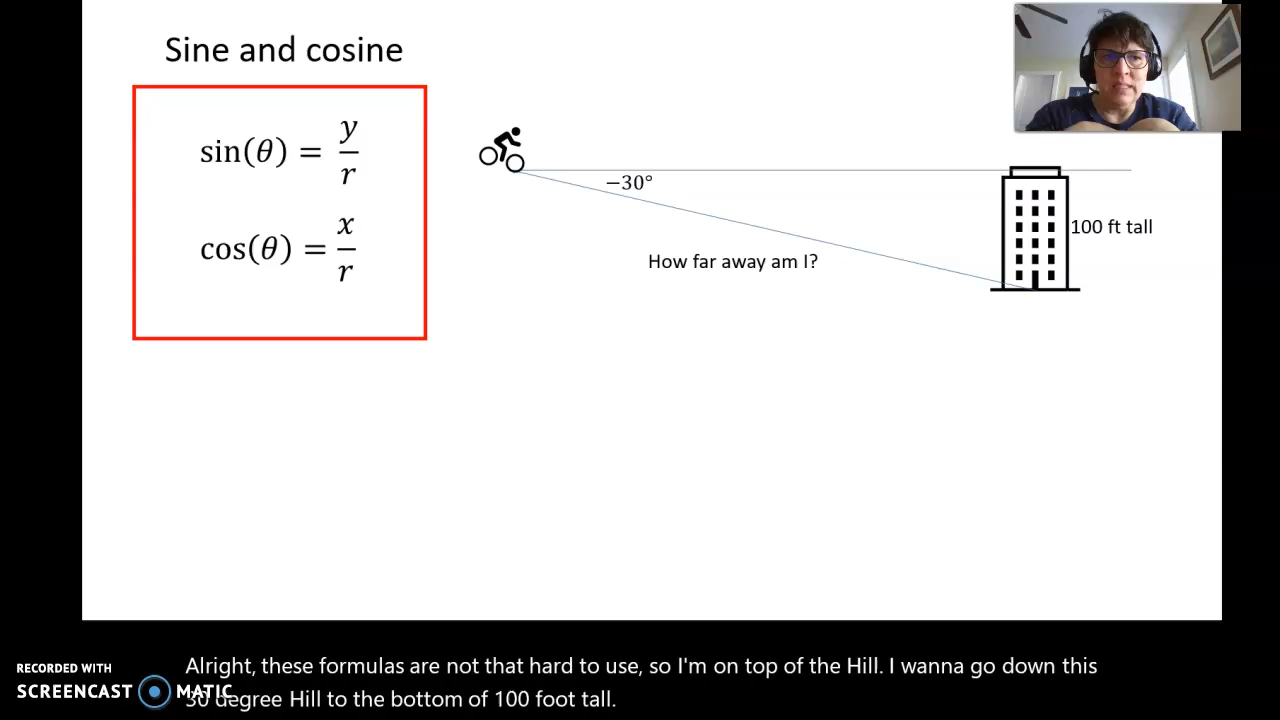 Sine and cosine
sin(θ) = y/r
cos(θ) = x/r
−30°
100 ft tall
How far away am I?
Alright, these formulas are not that hard to use, so I'm on top of the Hill. I wanna go down this
30 degree Hill to the bottom of 100 foot tall.
RECORDED WITH
SCREENCAST MATIC